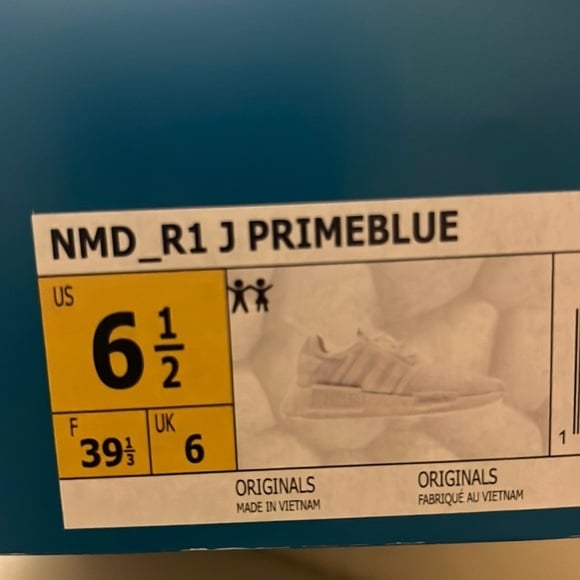 NMD_R1 J PRIMEBLUE
US
6 1/2
F
39 1/3
UK
6
ORIGINALS
MADE IN VIETNAM
ORIGINALS
FABRIQUÉ AU VIETNAM
1